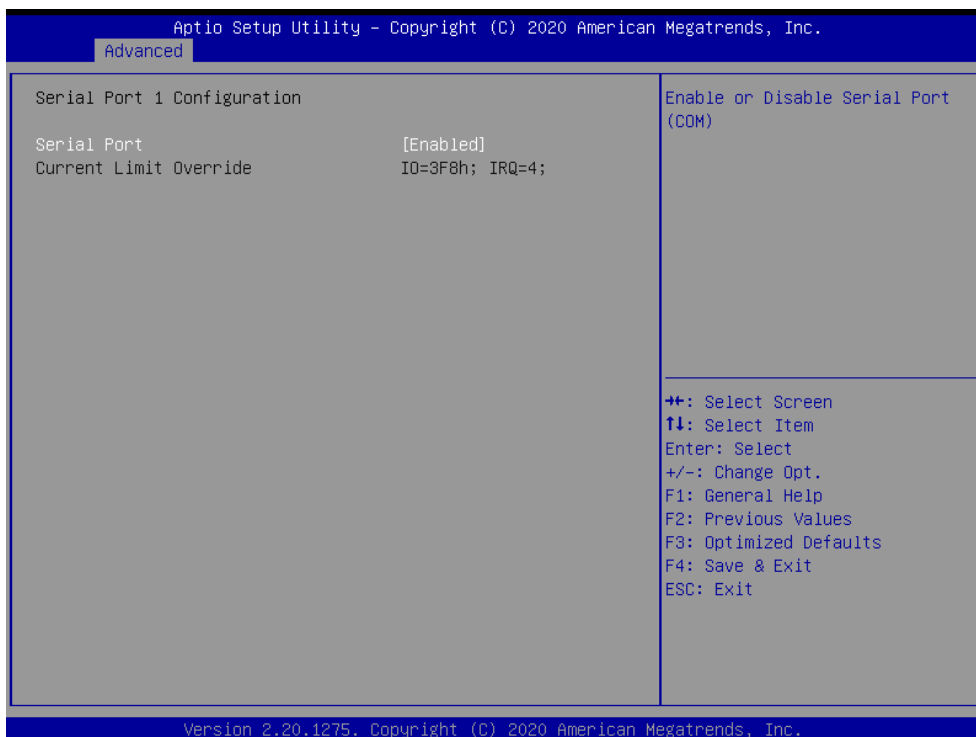 Aptio Setup Utility – Copyright (C) 2020 American Megatrends, Inc.
Advanced
Serial Port 1 Configuration
Serial Port [Enabled]
Current Limit Override IO=3F8h; IRQ=4;
Enable or Disable Serial Port
(COM)
→←: Select Screen
↑↓: Select Item
Enter: Select
+/-: Change Opt.
F1: General Help
F2: Previous Values
F3: Optimized Defaults
F4: Save & Exit
ESC: Exit
Version 2.20.1275. Copyright (C) 2020 American Megatrends, Inc.